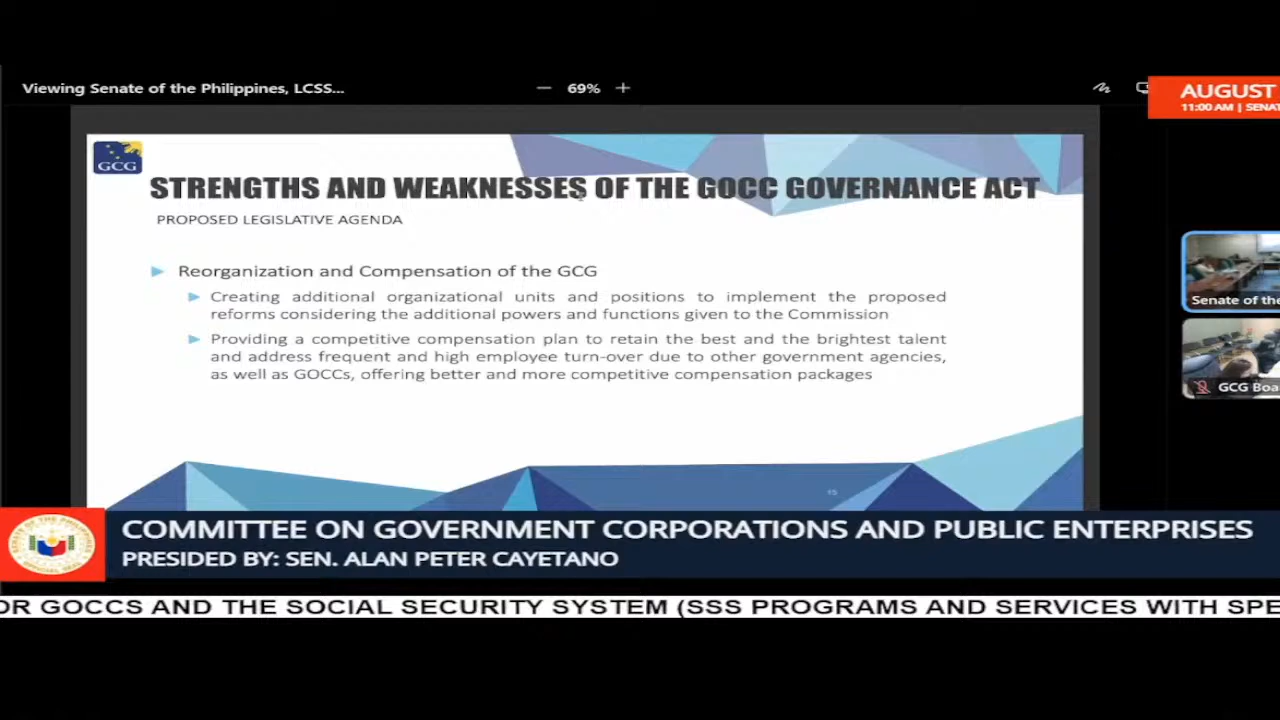 Viewing Senate of the Philippines, LCSS...
69%
AUGUST
11:00 AM | SENAT
GCG
STRENGTHS AND WEAKNESSES OF THE GOCC GOVERNANCE ACT
PROPOSED LEGISLATIVE AGENDA
Reorganization and Compensation of the GCG
Creating additional organizational units and positions to implement the proposed
reforms considering the additional powers and functions given to the Commission
Providing a competitive compensation plan to retain the best and the brightest talent
and address frequent and high employee turn-over due to other government agencies,
as well as GOCCs, offering better and more competitive compensation packages
15
Senate of the
GCG Boa
COMMITTEE ON GOVERNMENT CORPORATIONS AND PUBLIC ENTERPRISES
PRESIDED BY: SEN. ALAN PETER CAYETANO
OR GOCCS AND THE SOCIAL SECURITY SYSTEM (SSS PROGRAMS AND SERVICES WITH SPE